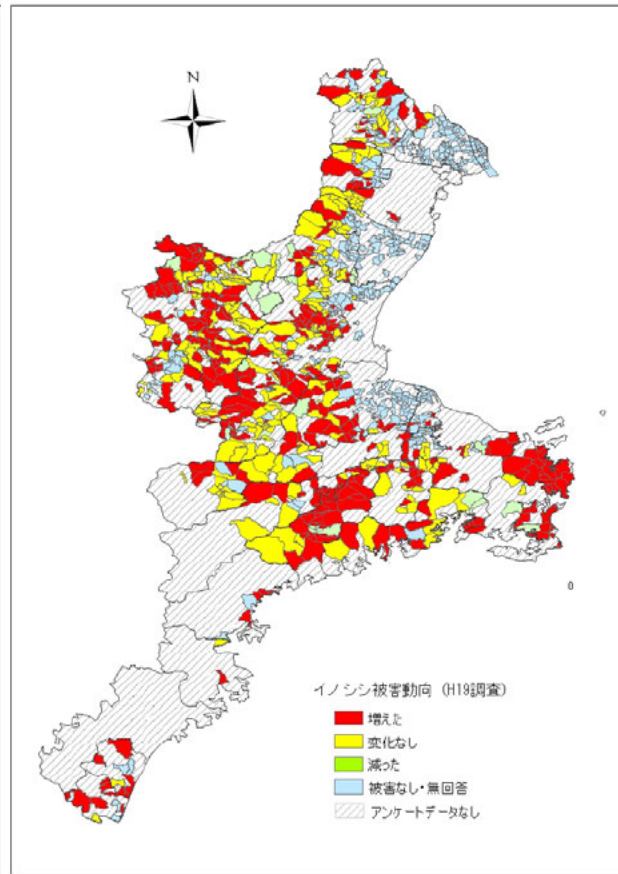 N
イノシシ被害動向 (H19調査)
増えた
変化なし
減った
被害なし・無回答
アンケートデータなし